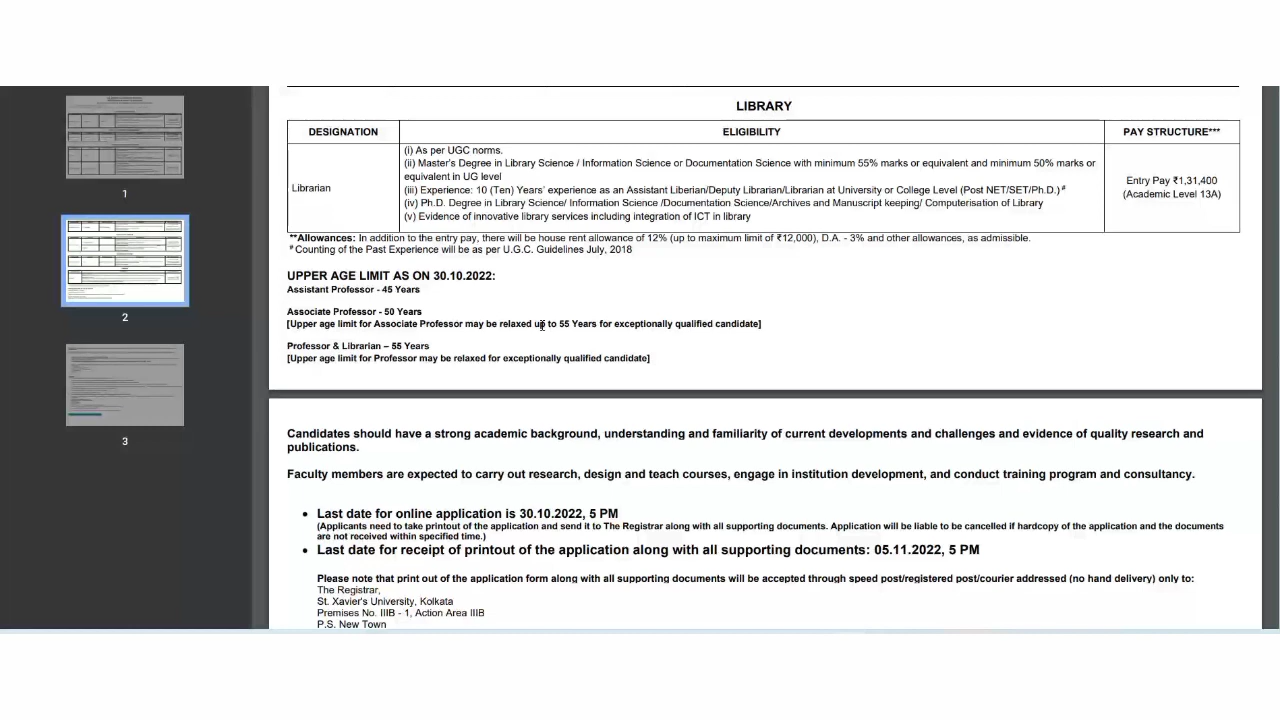 LIBRARY
DESIGNATION
ELIGIBILITY
PAY STRUCTURE***
Librarian
(i) As per UGC norms.
(ii) Master's Degree in Library Science / Information Science or Documentation Science with minimum 55% marks or equivalent and minimum 50% marks or
equivalent in UG level
(iii) Experience: 10 (Ten) Years' experience as an Assistant Liberian/Deputy Librarian/Librarian at University or College Level (Post NET/SET/Ph.D.) #
(iv) Ph.D. Degree in Library Science/ Information Science /Documentation Science/Archives and Manuscript keeping/ Computerisation of Library
(v) Evidence of innovative library services including integration of ICT in library
Entry Pay ₹1,31,400
(Academic Level 13A)
**Allowances: In addition to the entry pay, there will be house rent allowance of 12% (up to maximum limit of ₹12,000), D.A. - 3% and other allowances, as admissible.
# Counting of the Past Experience will be as per U.G.C. Guidelines July, 2018
UPPER AGE LIMIT AS ON 30.10.2022:
Assistant Professor - 45 Years
Associate Professor - 50 Years
[Upper age limit for Associate Professor may be relaxed up to 55 Years for exceptionally qualified candidate]
Professor & Librarian – 55 Years
[Upper age limit for Professor may be relaxed for exceptionally qualified candidate]
Candidates should have a strong academic background, understanding and familiarity of current developments and challenges and evidence of quality research and
publications.
Faculty members are expected to carry out research, design and teach courses, engage in institution development, and conduct training program and consultancy.
• Last date for online application is 30.10.2022, 5 PM
(Applicants need to take printout of the application and send it to The Registrar along with all supporting documents. Application will be liable to be cancelled if hardcopy of the application and the documents
are not received within specified time.)
• Last date for receipt of printout of the application along with all supporting documents: 05.11.2022, 5 PM
Please note that print out of the application form along with all supporting documents will be accepted through speed post/registered post/courier addressed (no hand delivery) only to:
The Registrar,
St. Xavier's University, Kolkata
Premises No. IIIB - 1, Action Area IIIB
P.S. New Town
1
2
3